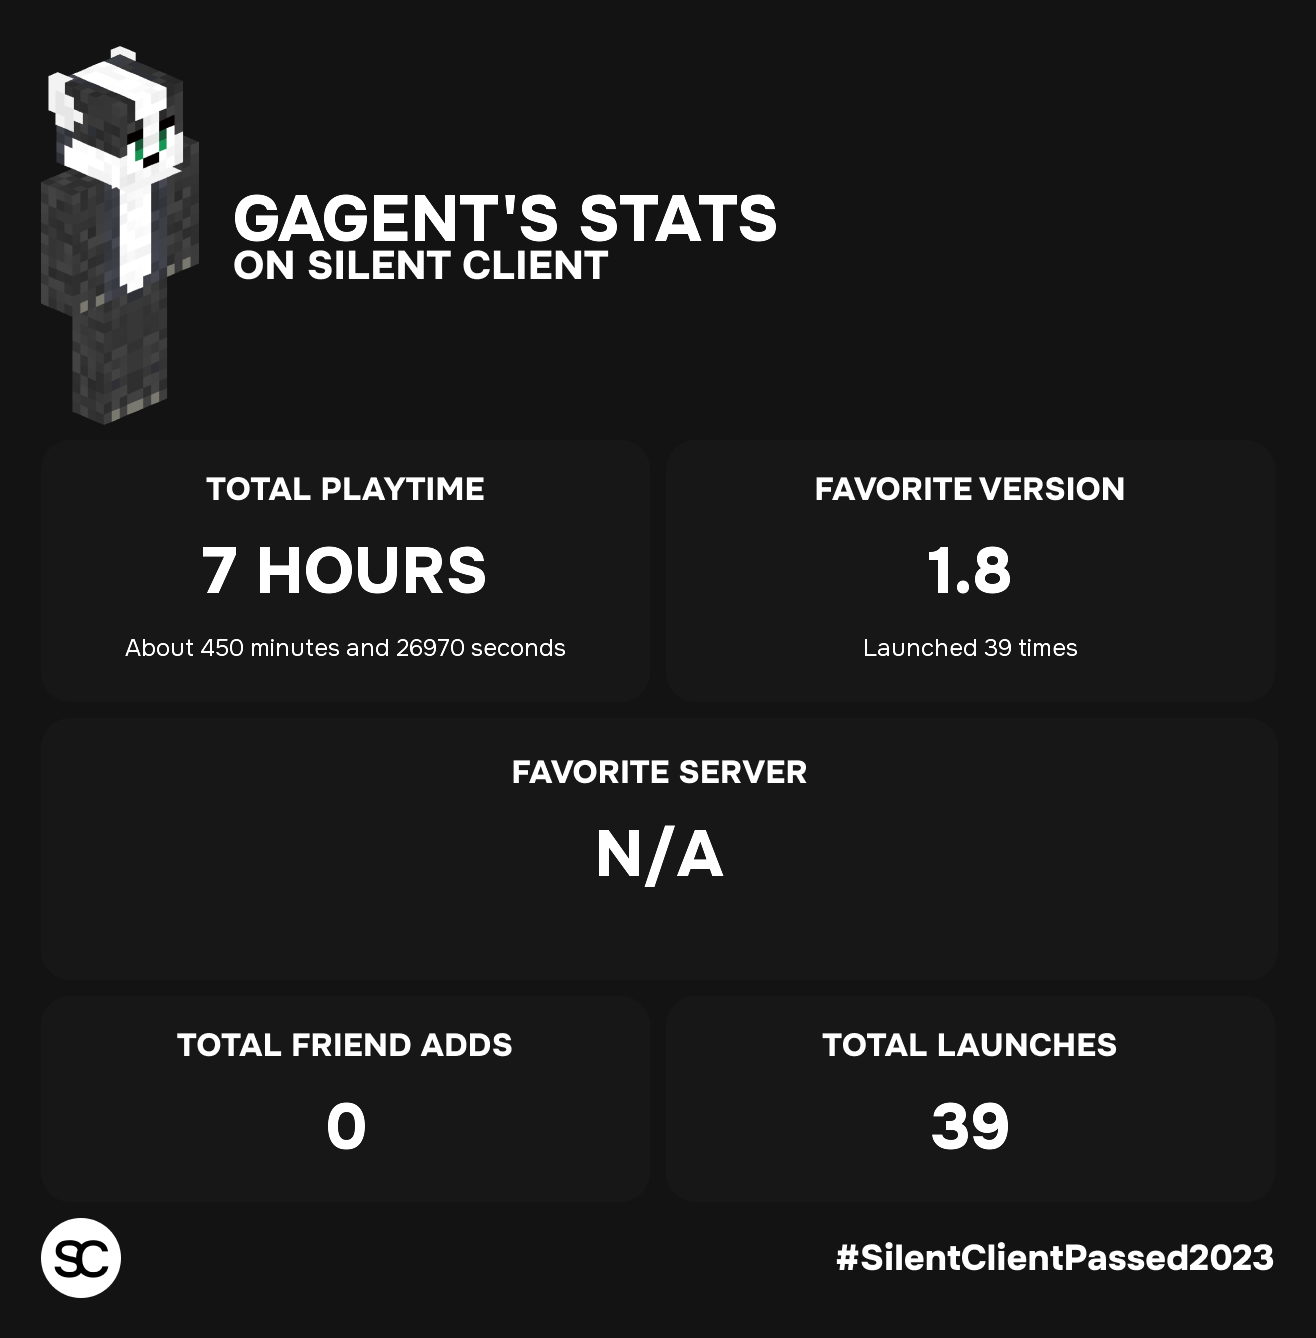 GAGENT'S STATS
ON SILENT CLIENT
TOTAL PLAYTIME
7 HOURS
About 450 minutes and 26970 seconds
FAVORITE VERSION
1.8
Launched 39 times
FAVORITE SERVER
N/A
TOTAL FRIEND ADDS
0
TOTAL LAUNCHES
39
SC
#SilentClientPassed2023